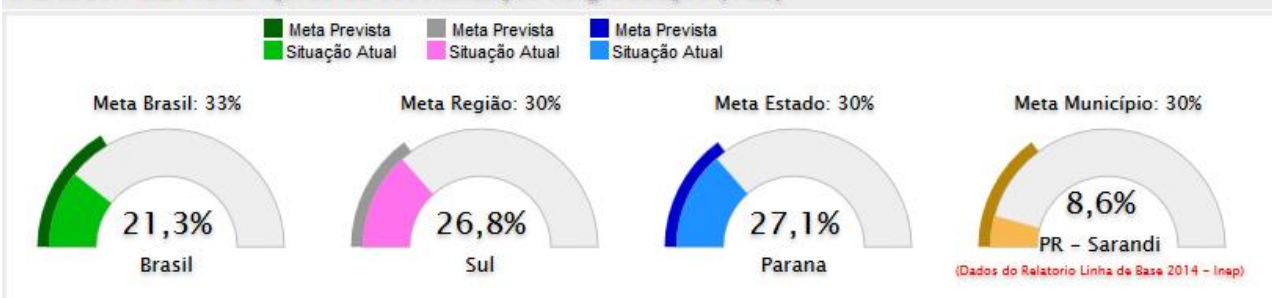 Meta Prevista Meta Prevista Meta Prevista
Situação Atual Situação Atual Situação Atual
Meta Brasil: 33%
21,3%
Brasil
Meta Região: 30%
26,8%
Sul
Meta Estado: 30%
27,1%
Parana
Meta Município: 30%
8,6%
PR - Sarandi
(Dados do Relatorio Linha de Base 2014 - Inep)